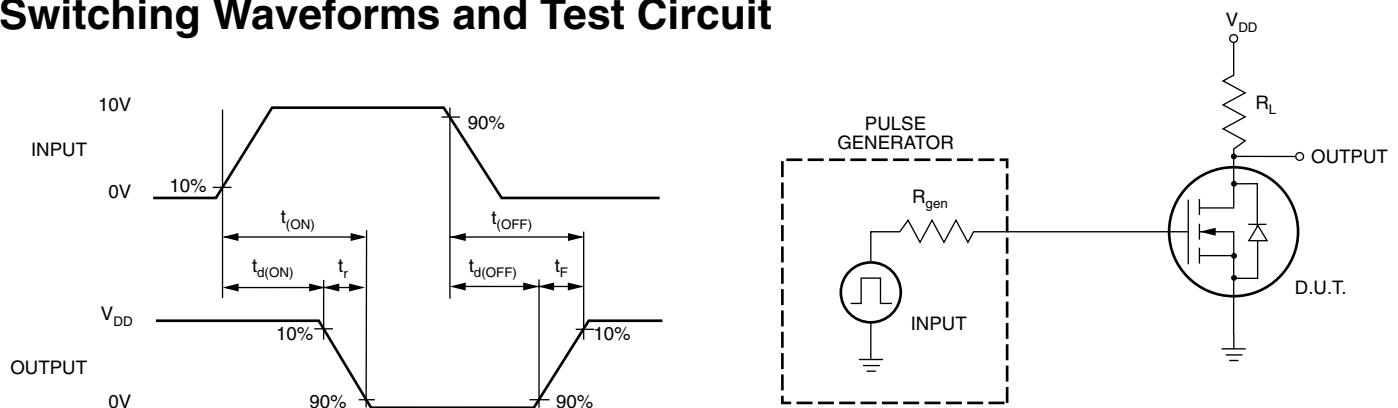 Switching Waveforms and Test Circuit
10V
INPUT
0V
10%
90%
t(ON)
t(OFF)
td(ON)
tr
td(OFF)
tF
VDD
10%
10%
OUTPUT
0V
90%
90%
PULSE
GENERATOR
Rgen
INPUT
VDD
RL
OUTPUT
D.U.T.